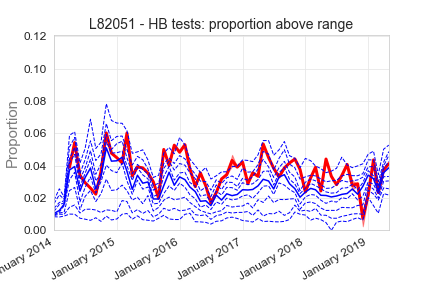 L82051 - HB tests: proportion above range
0.12
0.10
0.08
0.06
0.04
0.02
0.00
Proportion
nuary 2014
January 2015
January 2016
January 2017
January 2018
January 2019